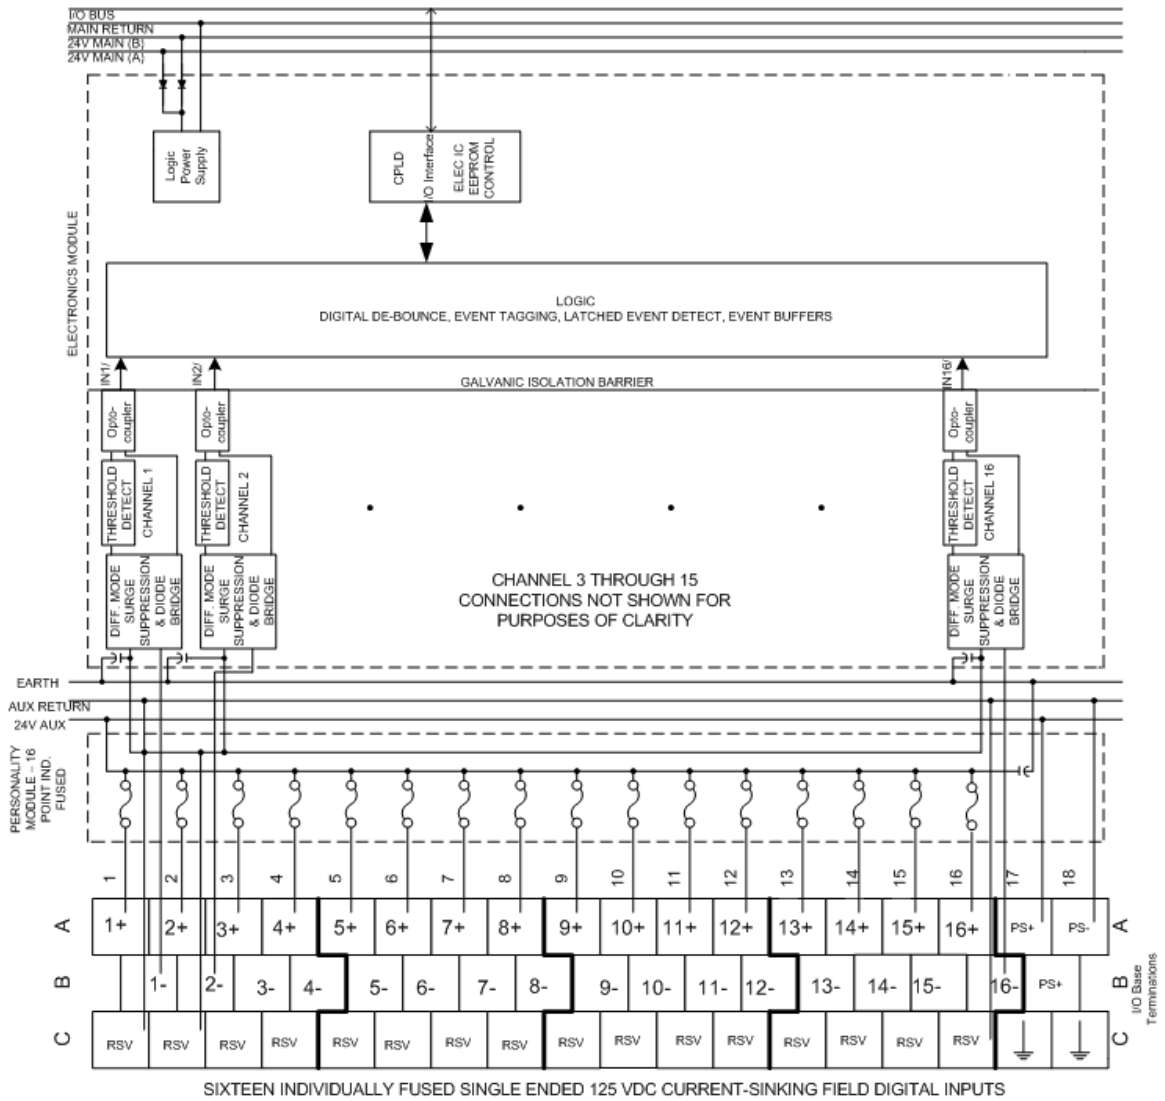 I/O BUS
MAIN RETURN
24V MAIN (B)
24V MAIN (A)
ELECTRONICS MODULE
Logic
Power
Supply
CPLD
I/O Interface
ELEC IC
EEPROM
CONTROL
LOGIC
DIGITAL DE-BOUNCE, EVENT TAGGING, LATCHED EVENT DETECT, EVENT BUFFERS
IN1/
IN2/
IN16/
GALVANIC ISOLATION BARRIER
Opto-
coupler
THRESHOLD
DETECT
CHANNEL 1
DIFF. MODE
SURGE
SUPPRESSION
& DIODE
BRIDGE
Opto-
coupler
THRESHOLD
DETECT
CHANNEL 2
DIFF. MODE
SURGE
SUPPRESSION
& DIODE
BRIDGE
CHANNEL 3 THROUGH 15
CONNECTIONS NOT SHOWN FOR
PURPOSES OF CLARITY
Opto-
coupler
THRESHOLD
DETECT
CHANNEL 16
DIFF. MODE
SURGE
SUPPRESSION
& DIODE
BRIDGE
EARTH
AUX RETURN
24V AUX
PERSONALITY
MODULE – 16
POINT IND.
FUSED
1 2 3 4 5 6 7 8 9 10 11 12 13 14 15 16 17 18
A 1+ 2+ 3+ 4+ 5+ 6+ 7+ 8+ 9+ 10+ 11+ 12+ 13+ 14+ 15+ 16+ PS+ PS- A
B 1- 2- 3- 4- 5- 6- 7- 8- 9- 10- 11- 12- 13- 14- 15- 16- PS+ B
C RSV RSV RSV RSV RSV RSV RSV RSV RSV RSV RSV RSV RSV RSV RSV RSV C
I/O Base
Terminations
SIXTEEN INDIVIDUALLY FUSED SINGLE ENDED 125 VDC CURRENT-SINKING FIELD DIGITAL INPUTS